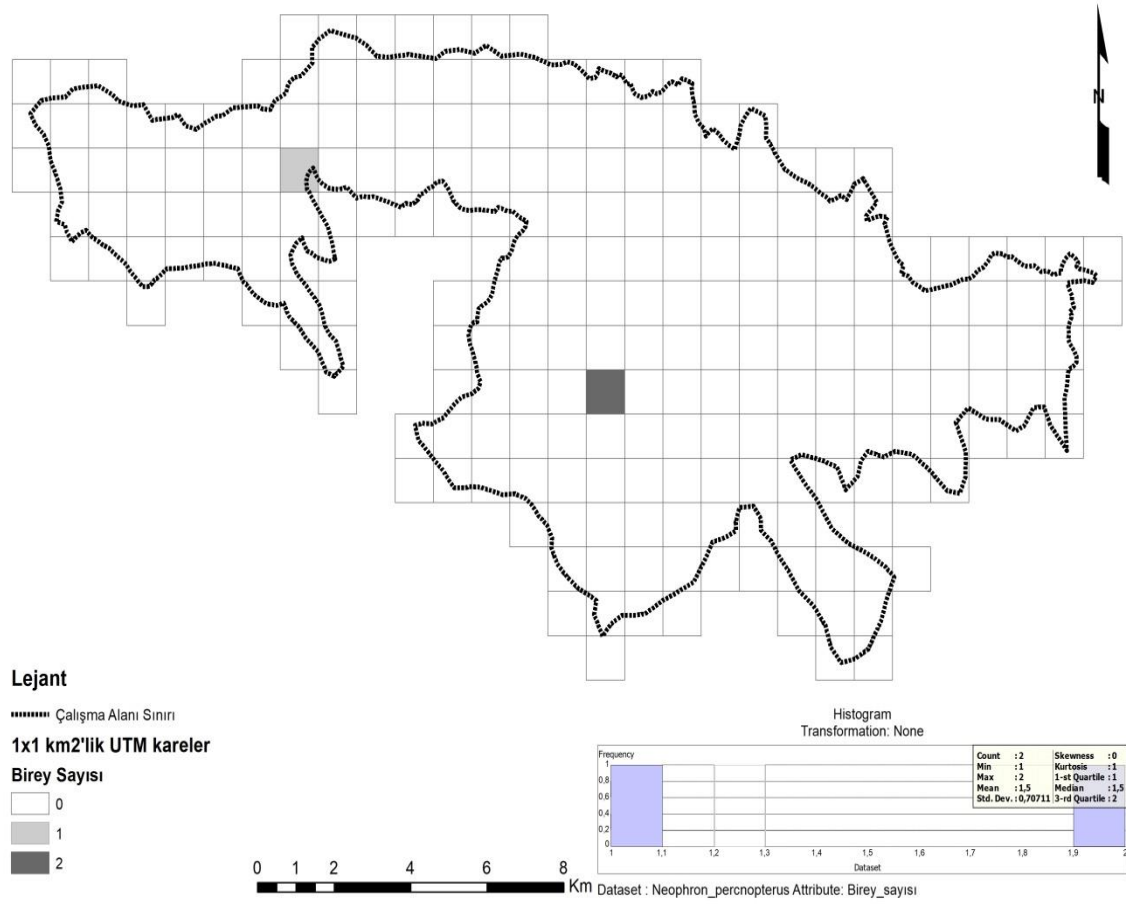 N
Lejant
Çalışma Alanı Sınırı
1x1 km2'lik UTM kareler
Birey Sayısı
0
1
2
0 2 4 6 8
Km
Histogram
Transformation: None
Frequency
1
0,8
0,6
0,4
0,2
0
1 1,1 1,2 1,3 1,4 1,5 1,6 1,7 1,8 1,9 2
Dataset
Count : 2 Skewness : 0
Min : 1 Kurtosis : 1
Max : 2 1-st Quartile : 1
Mean : 1,5 Median : 1,5
Std. Dev. : 0,70711 3-rd Quartile : 2
Dataset : Neophron_percnopterus Attribute: Birey_sayısı